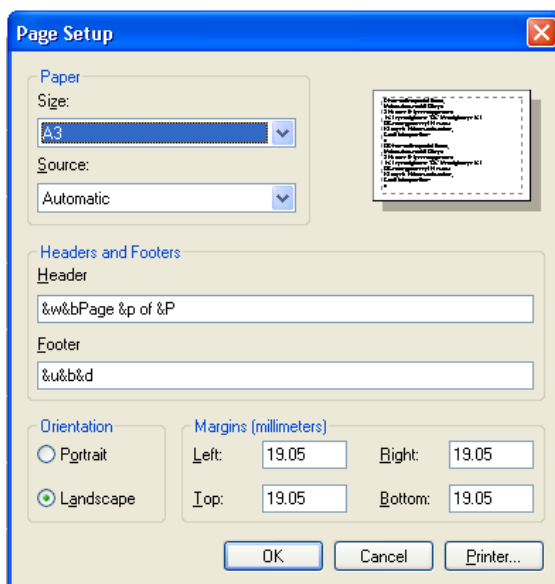 Page Setup
Paper
Size:
A3
Source:
Automatic
Headers and Footers
Header
&w&bPage &p of &P
Footer
&u&b&d
Orientation
Portrait
Landscape
Margins (millimeters)
Left: 19.05 Right: 19.05
Top: 19.05 Bottom: 19.05
OK Cancel Printer...